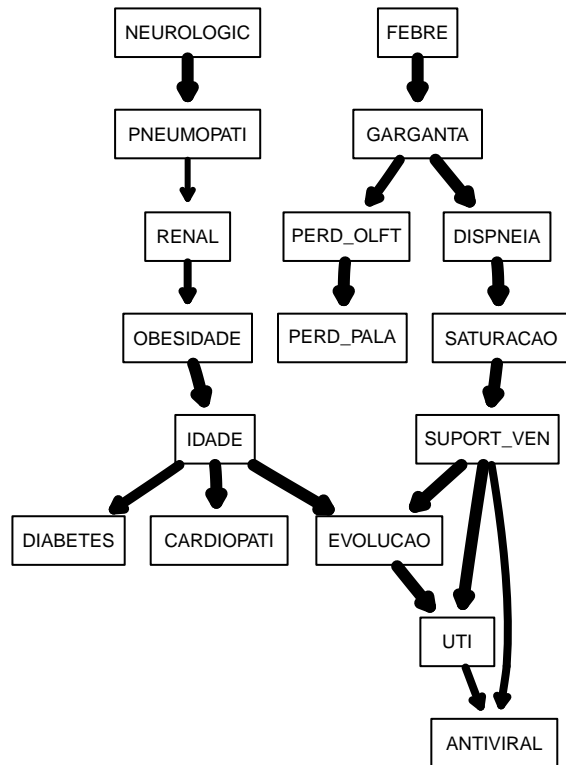 NEUROLOGIC
FEBRE
PNEUMOPATI
GARGANTA
RENAL
PERD_OLFT
DISPNEIA
OBESIDADE
PERD_PALA
SATURACAO
IDADE
SUPORT_VEN
DIABETES
CARDIOPATI
EVOLUCAO
UTI
ANTIVIRAL